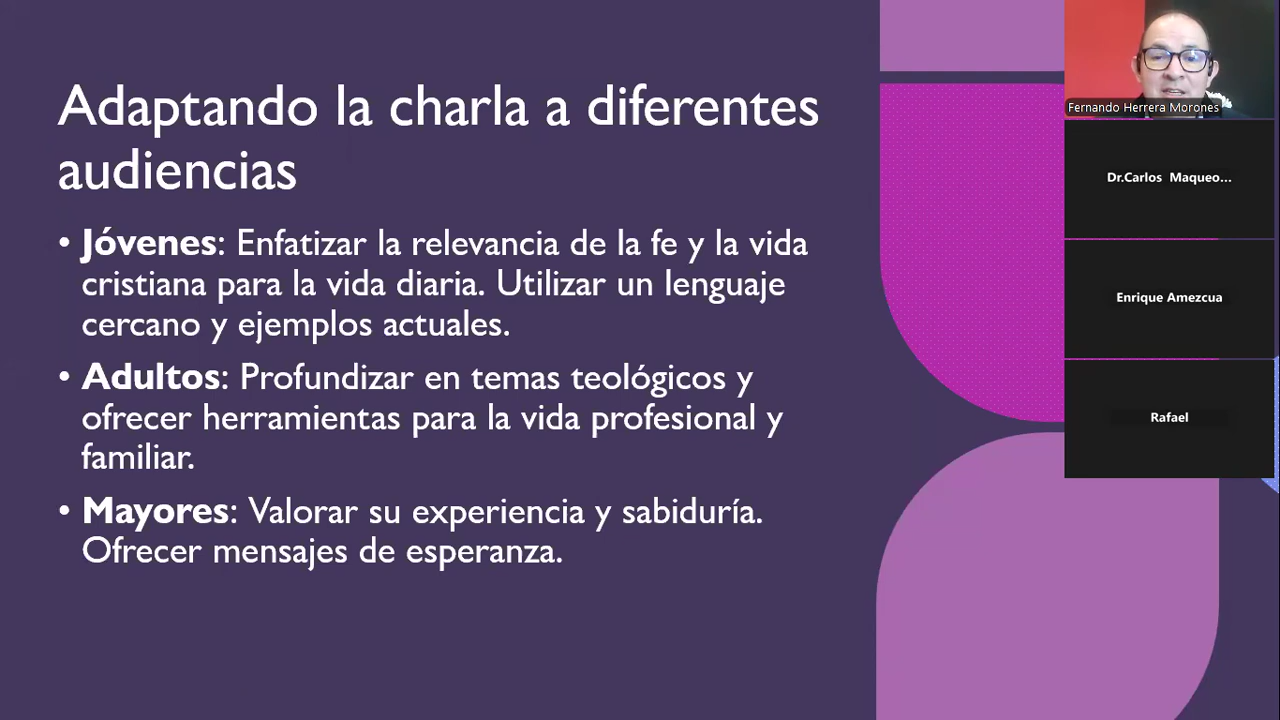 Adaptando la charla a diferentes
audiencias
• Jóvenes: Enfatizar la relevancia de la fe y la vida
cristiana para la vida diaria. Utilizar un lenguaje
cercano y ejemplos actuales.
• Adultos: Profundizar en temas teológicos y
ofrecer herramientas para la vida profesional y
familiar.
• Mayores: Valorar su experiencia y sabiduría.
Ofrecer mensajes de esperanza.
Fernando Herrera Morones
Dr.Carlos Maqueo...
Enrique Amezcua
Rafael